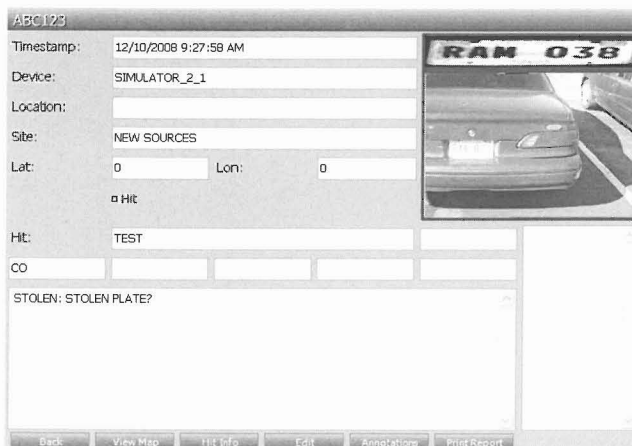 ABC123
Timestamp: 12/10/2008 9:27:58 AM
RAM 038
Device: SIMULATOR_2_1
Location:
Site: NEW SOURCES
Lat: 0 Lon: 0
Hit
Hit: TEST
CO
STOLEN: STOLEN PLATE?
Back View Map Hit Info Edit Annotations Print Report